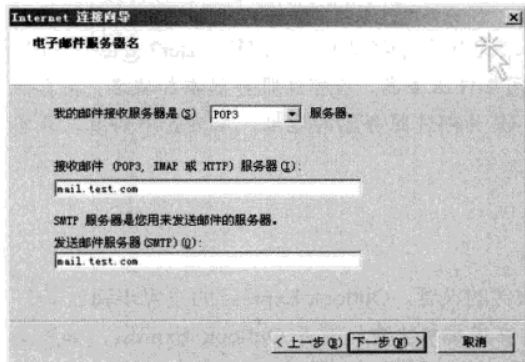 Internet 连接向导
电子邮件服务器名
我的邮件接收服务器是(S) POP3 服务器。
接收邮件 (POP3, IMAP 或 HTTP) 服务器(I):
mail.test.com
SMTP 服务器是您用来发送邮件的服务器。
发送邮件服务器(SMTP)(O):
mail.test.com
< 上一步(B) 下一步(N) > 取消